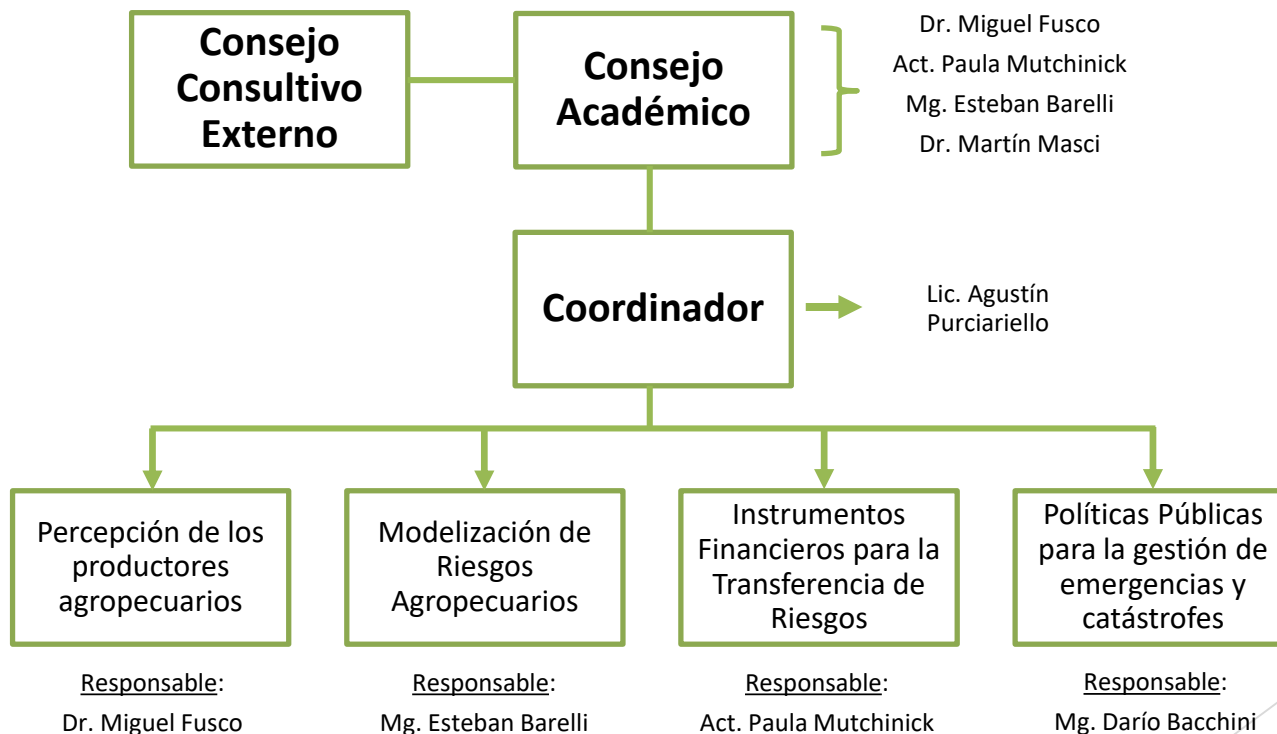 Consejo
Consultivo
Externo
Consejo
Académico
Dr. Miguel Fusco
Act. Paula Mutchinick
Mg. Esteban Barelli
Dr. Martín Masci
Coordinador
Lic. Agustín
Purciariello
Percepción de los
productores
agropecuarios
Modelización de
Riesgos
Agropecuarios
Instrumentos
Financieros para la
Transferencia de
Riesgos
Políticas Públicas
para la gestión de
emergencias y
catástrofes
Responsable:
Dr. Miguel Fusco
Responsable:
Mg. Esteban Barelli
Responsable:
Act. Paula Mutchinick
Responsable:
Mg. Darío Bacchini